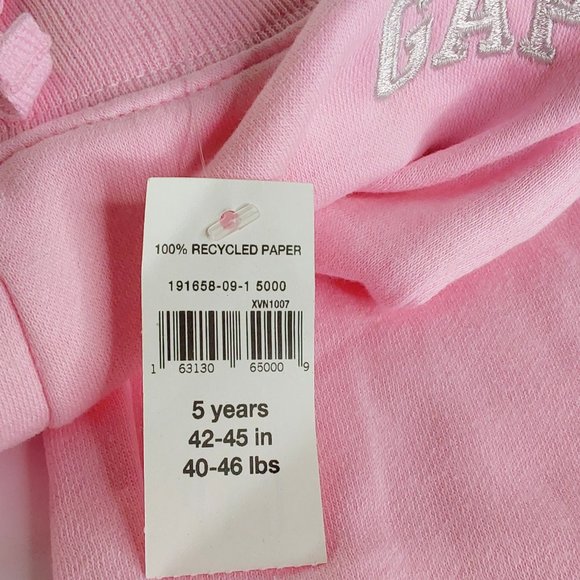 GAP
100% RECYCLED PAPER
191658-09-1 5000
XVN1007
1 63130 65000 9
5 years
42-45 in
40-46 lbs